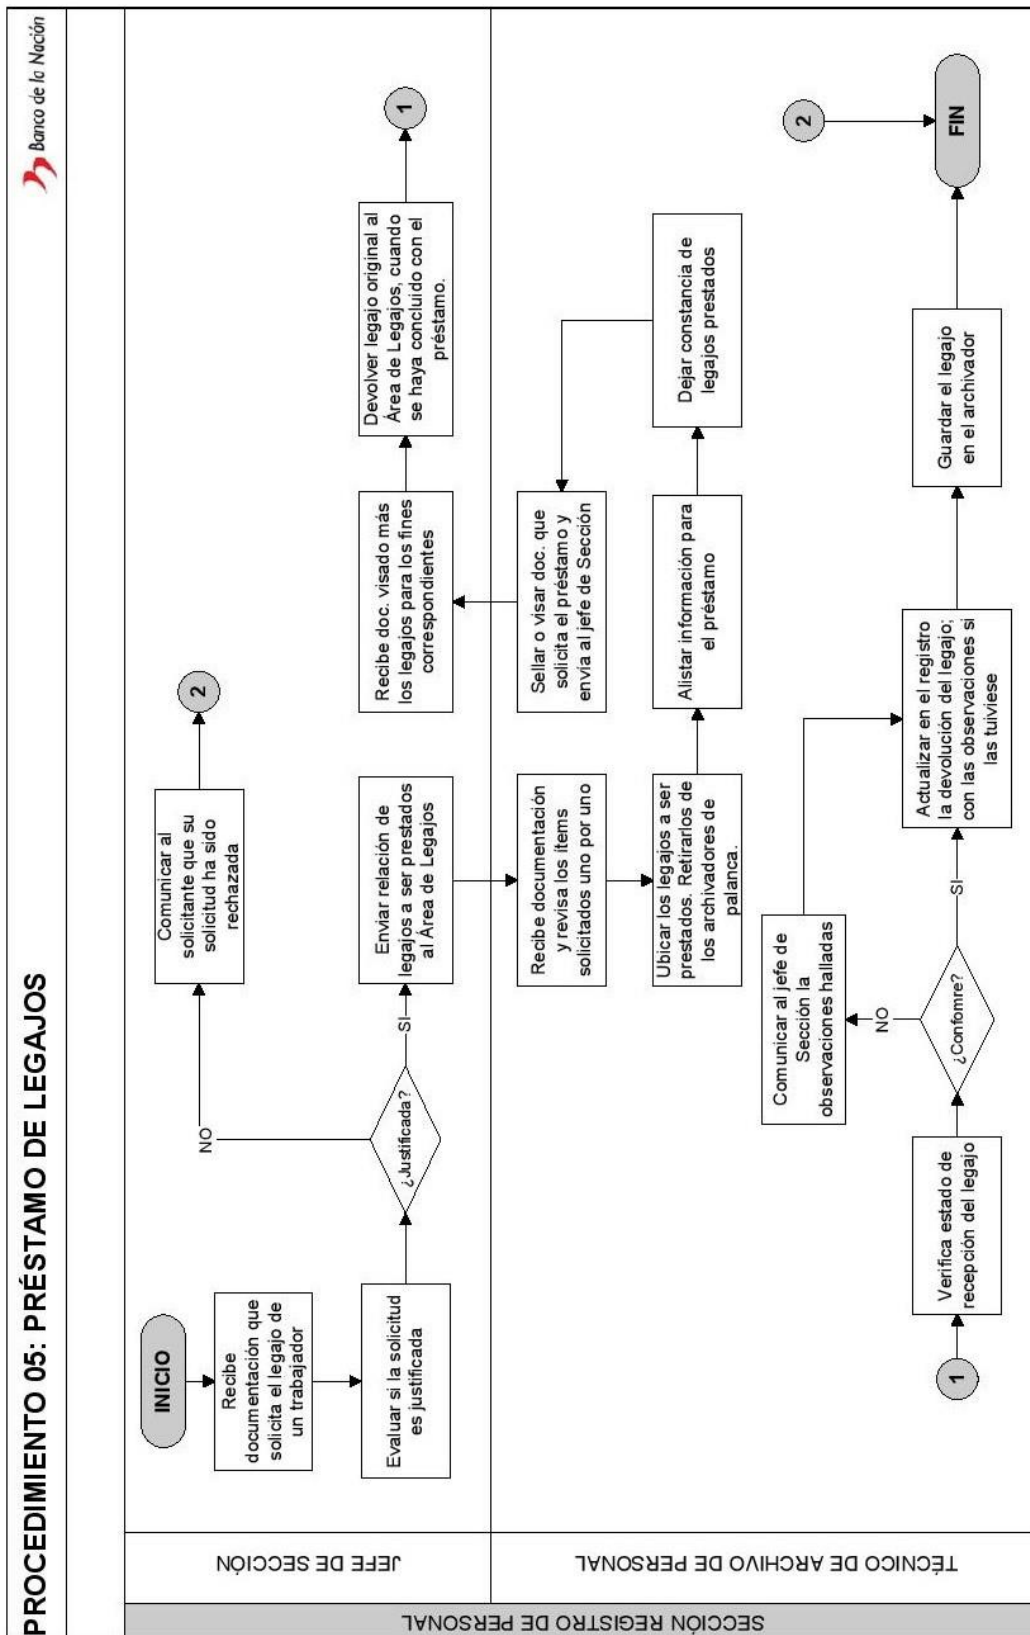 PROCEDIMIENTO 05: PRÉSTAMO DE LEGAJOS
Banco de la Nación
SECCIÓN REGISTRO DE PERSONAL
JEFE DE SECCIÓN
INICIO
Recibe
documentación que
solicita el legajo de
un trabajador
Evaluar si la solicitud
es justificada
¿Justificada?
NO
Comunicar al
solicitante que su
solicitud ha sido
rechazada
2
SI
Enviar relación de
legajos a ser prestados
al Área de Legajos
Recibe doc. visado más
los legajos para los fines
correspondientes
Devolver legajo original al
Área de Legajos, cuando
se haya concluido con el
préstamo.
1
TÉCNICO DE ARCHIVO DE PERSONAL
Recibe documentación
y revisa los items
solicitados uno por uno
Ubicar los legajos a ser
prestados. Retirarlos de
los archivadores de
palanca.
Alistar información para
el préstamo
Dejar constancia de
legajos prestados
Sellar o visar doc. que
solicita el préstamo y
envía al jefe de Sección
1
Verifica estado de
recepción del legajo
¿Confomre?
NO
Comunicar al jefe de
Sección la
observaciones halladas
SI
Actualizar en el registro
la devolución del legajo;
con las observaciones si
las tuiviese
Guardar el legajo
en el archivador
2
FIN